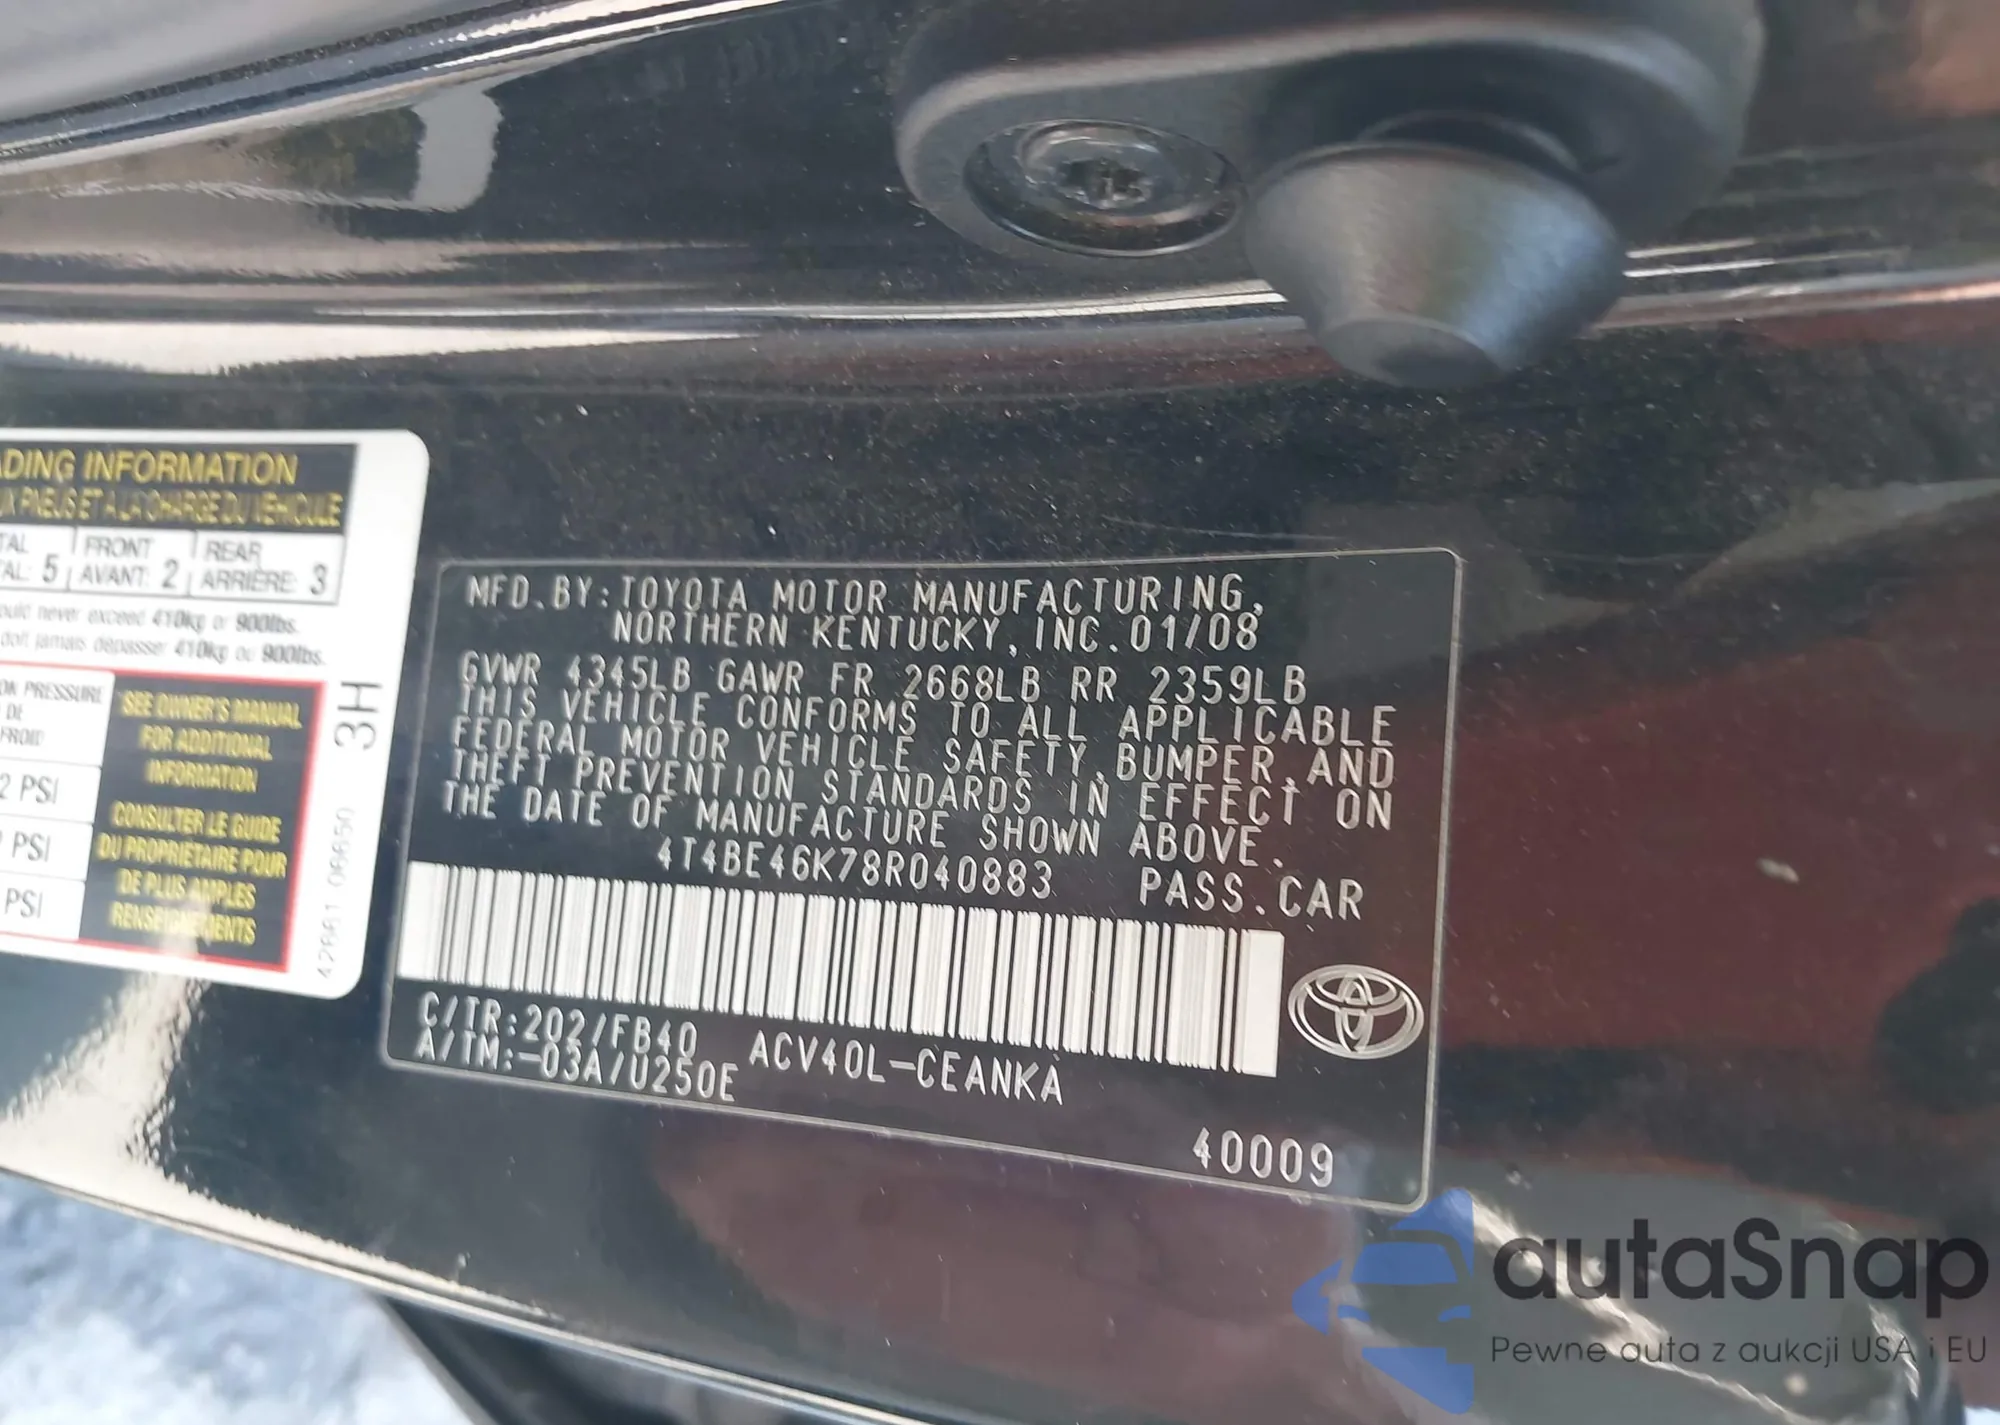 ADING INFORMATION
UX PNEUS ET A LA CHARGE DU VEHICULE
TAL FRONT REAR
TAL: 5 AVANT: 2 ARRIÈRE: 3
ould never exceed 410kg or 900lbs.
doit jamais dépasser 410kg ou 900lbs.
ON PRESSURE
DE
FROID
2 PSI
PSI
PSI
SEE OWNER'S MANUAL
FOR ADDITIONAL
INFORMATION
CONSULTER LE GUIDE
DU PROPRIÉTAIRE POUR
DE PLUS AMPLES
RENSEIGNEMENTS
42661 06650 3H
MFD. BY: TOYOTA MOTOR MANUFACTURING,
NORTHERN KENTUCKY, INC. 01/08
GVWR 4345LB GAWR FR 2668LB RR 2359LB
THIS VEHICLE CONFORMS TO ALL APPLICABLE
FEDERAL MOTOR VEHICLE SAFETY, BUMPER, AND
THEFT PREVENTION STANDARDS IN EFFECT ON
THE DATE OF MANUFACTURE SHOWN ABOVE.
4T4BE46K78R040883 PASS. CAR
C/TR: 202/FB40 ACV40L-CEANKA
A/TM: -03A/U250E
40009
autaSnap
Pewne auta z aukcji USA i EU